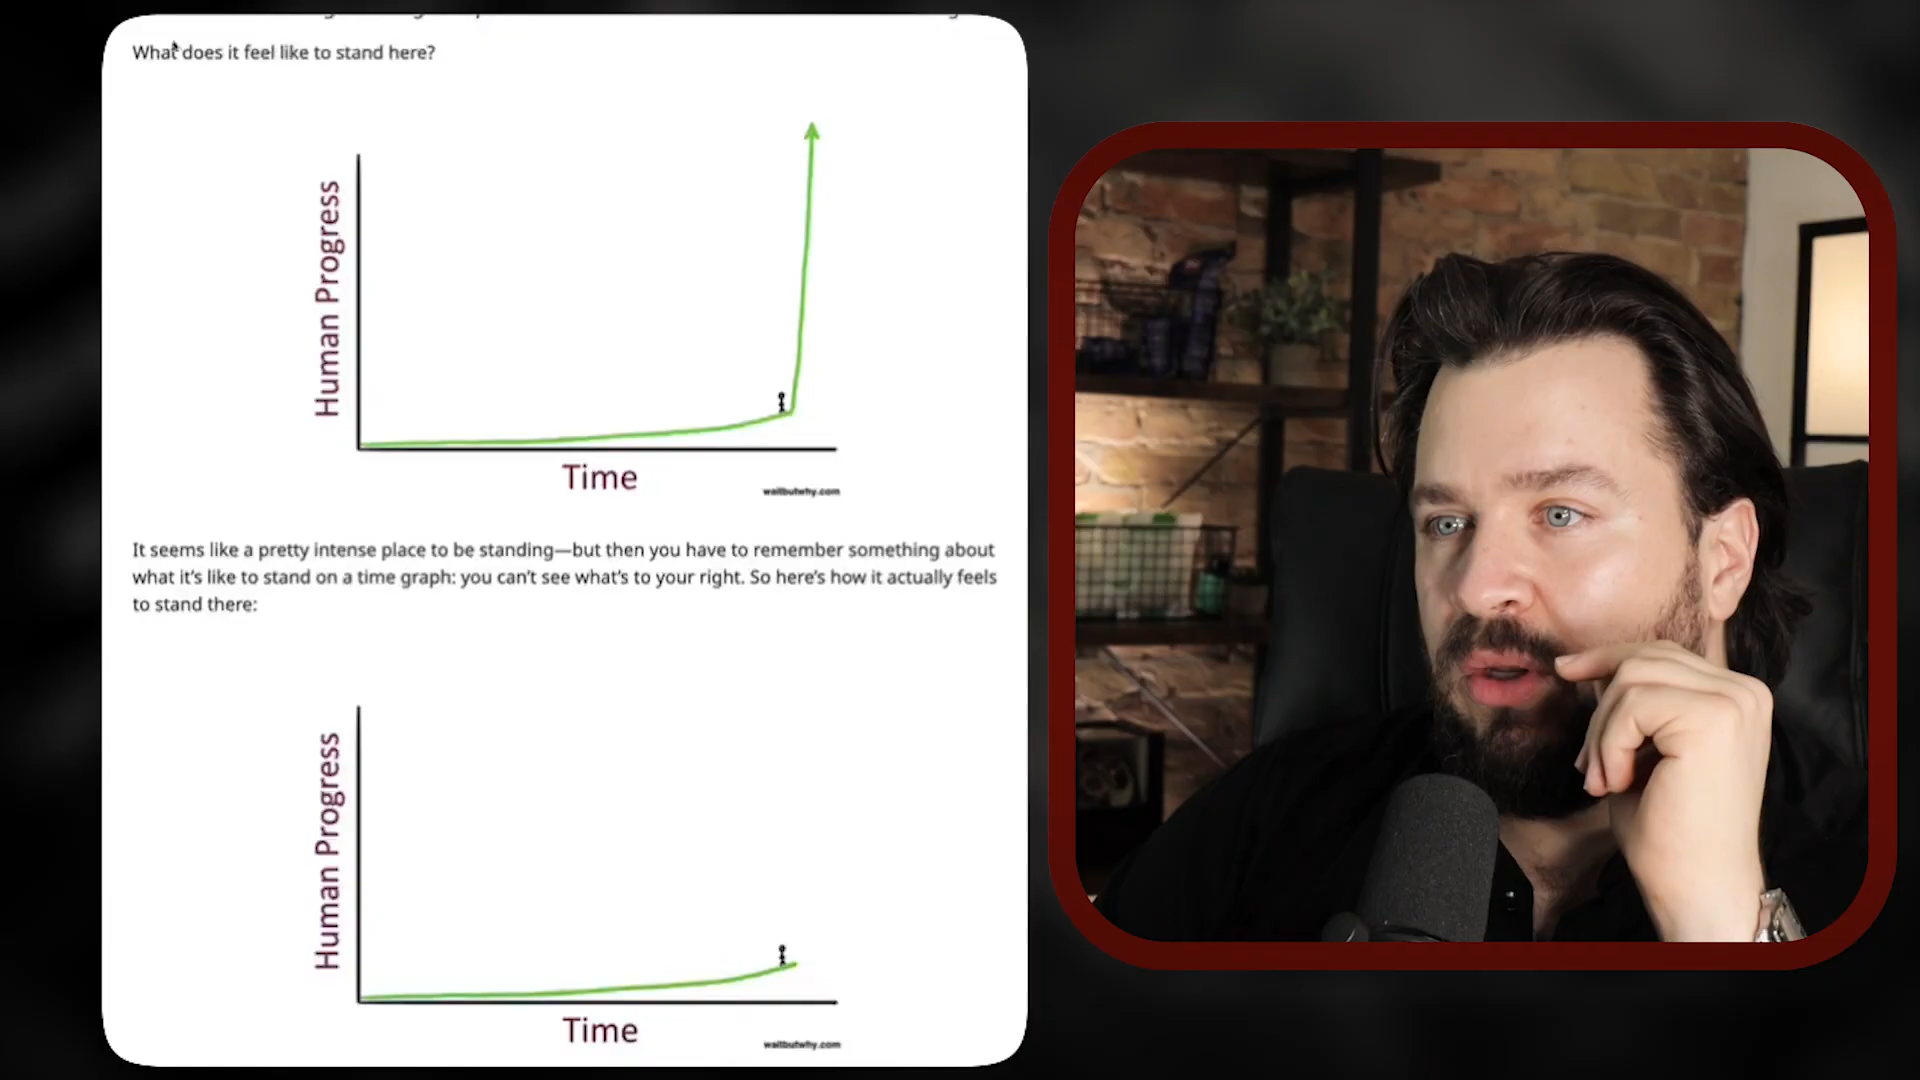 What does it feel like to stand here?
Human Progress
Time
waitbutwhy.com
It seems like a pretty intense place to be standing—but then you have to remember something about
what it's like to stand on a time graph: you can't see what's to your right. So here's how it actually feels
to stand there:
Human Progress
Time
waitbutwhy.com